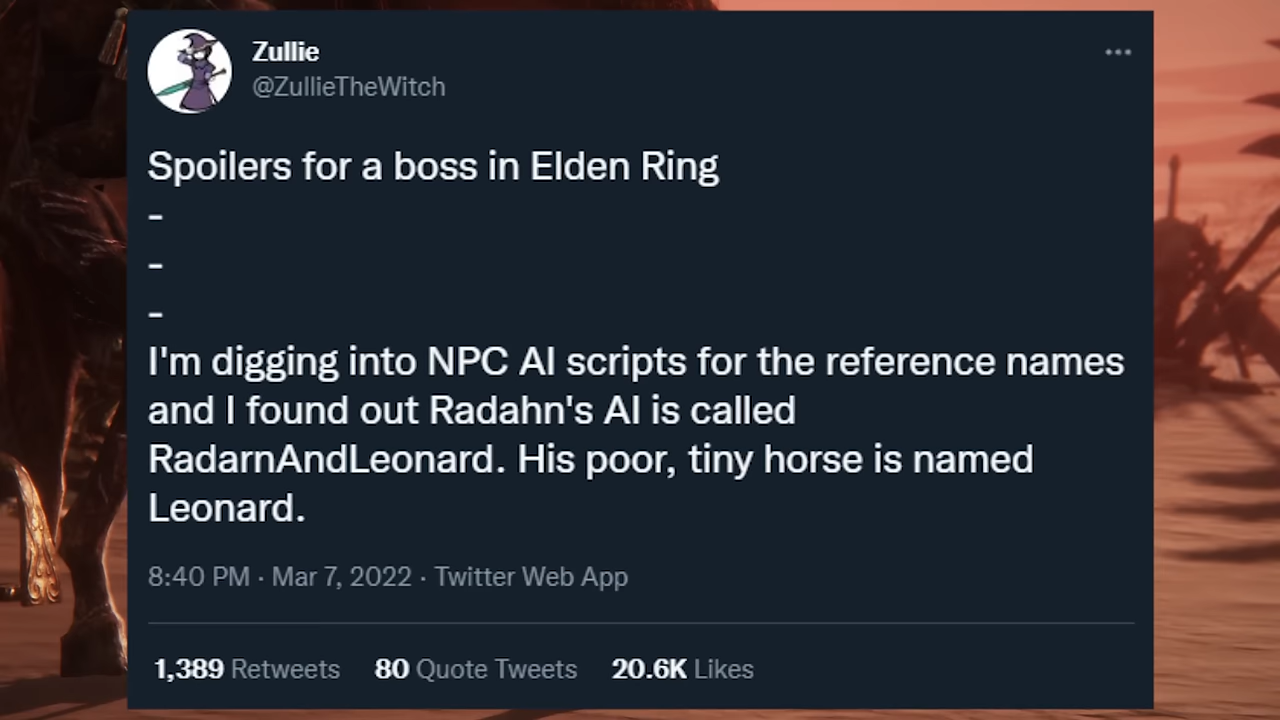 Zullie
@ZullieTheWitch
Spoilers for a boss in Elden Ring
-
-
-
I'm digging into NPC AI scripts for the reference names
and I found out Radahn's AI is called
RadarnAndLeonard. His poor, tiny horse is named
Leonard.
8:40 PM · Mar 7, 2022 · Twitter Web App
1,389 Retweets 80 Quote Tweets 20.6K Likes